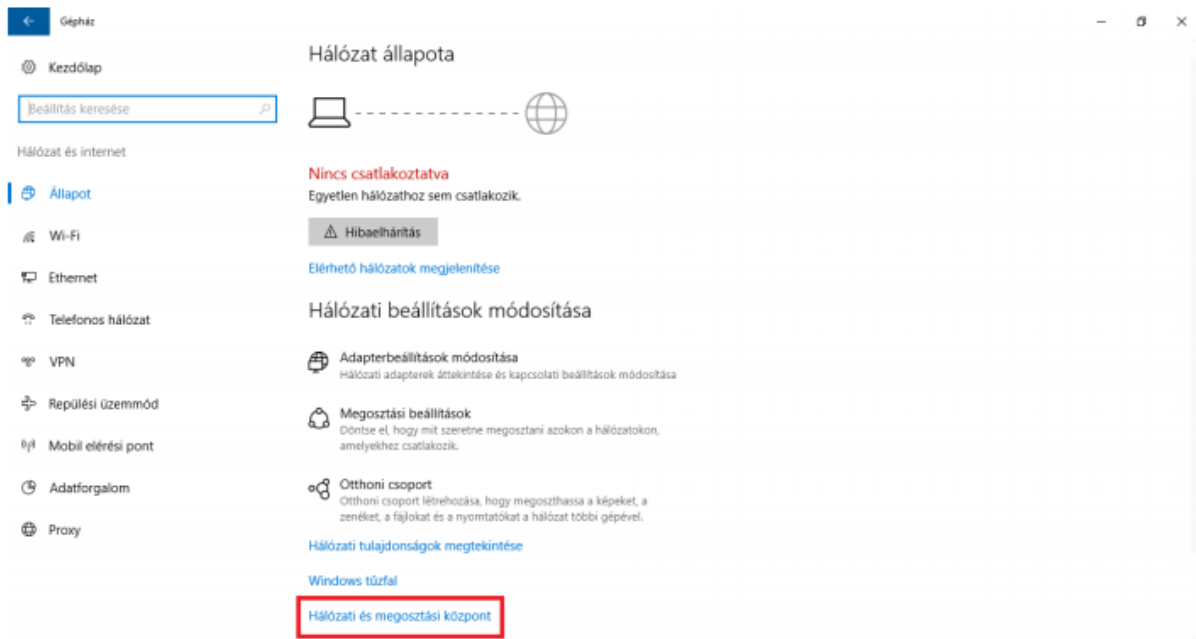 Gépház
Kezdőlap
Beállítás keresése
Hálózat és internet
Állapot
Wi-Fi
Ethernet
Telefonos hálózat
VPN
Repülési üzemmód
Mobil elérési pont
Adatforgalom
Proxy
Hálózat állapota
Nincs csatlakoztatva
Egyetlen hálózathoz sem csatlakozik.
Hibaelhárítás
Elérhető hálózatok megjelenítése
Hálózati beállítások módosítása
Adapterbeállítások módosítása
Hálózati adapterek áttekintése és kapcsolati beállítások módosítása
Megosztási beállítások
Döntse el, hogy mit szeretne megosztani azokon a hálózatokon,
amelyekhez csatlakozik.
Otthoni csoport
Otthoni csoport létrehozása, hogy megoszthassa a képeket, a
zenéket, a fájlokat és a nyomtatókat a hálózat többi gépével.
Hálózati tulajdonságok megtekintése
Windows tűzfal
Hálózati és megosztási központ